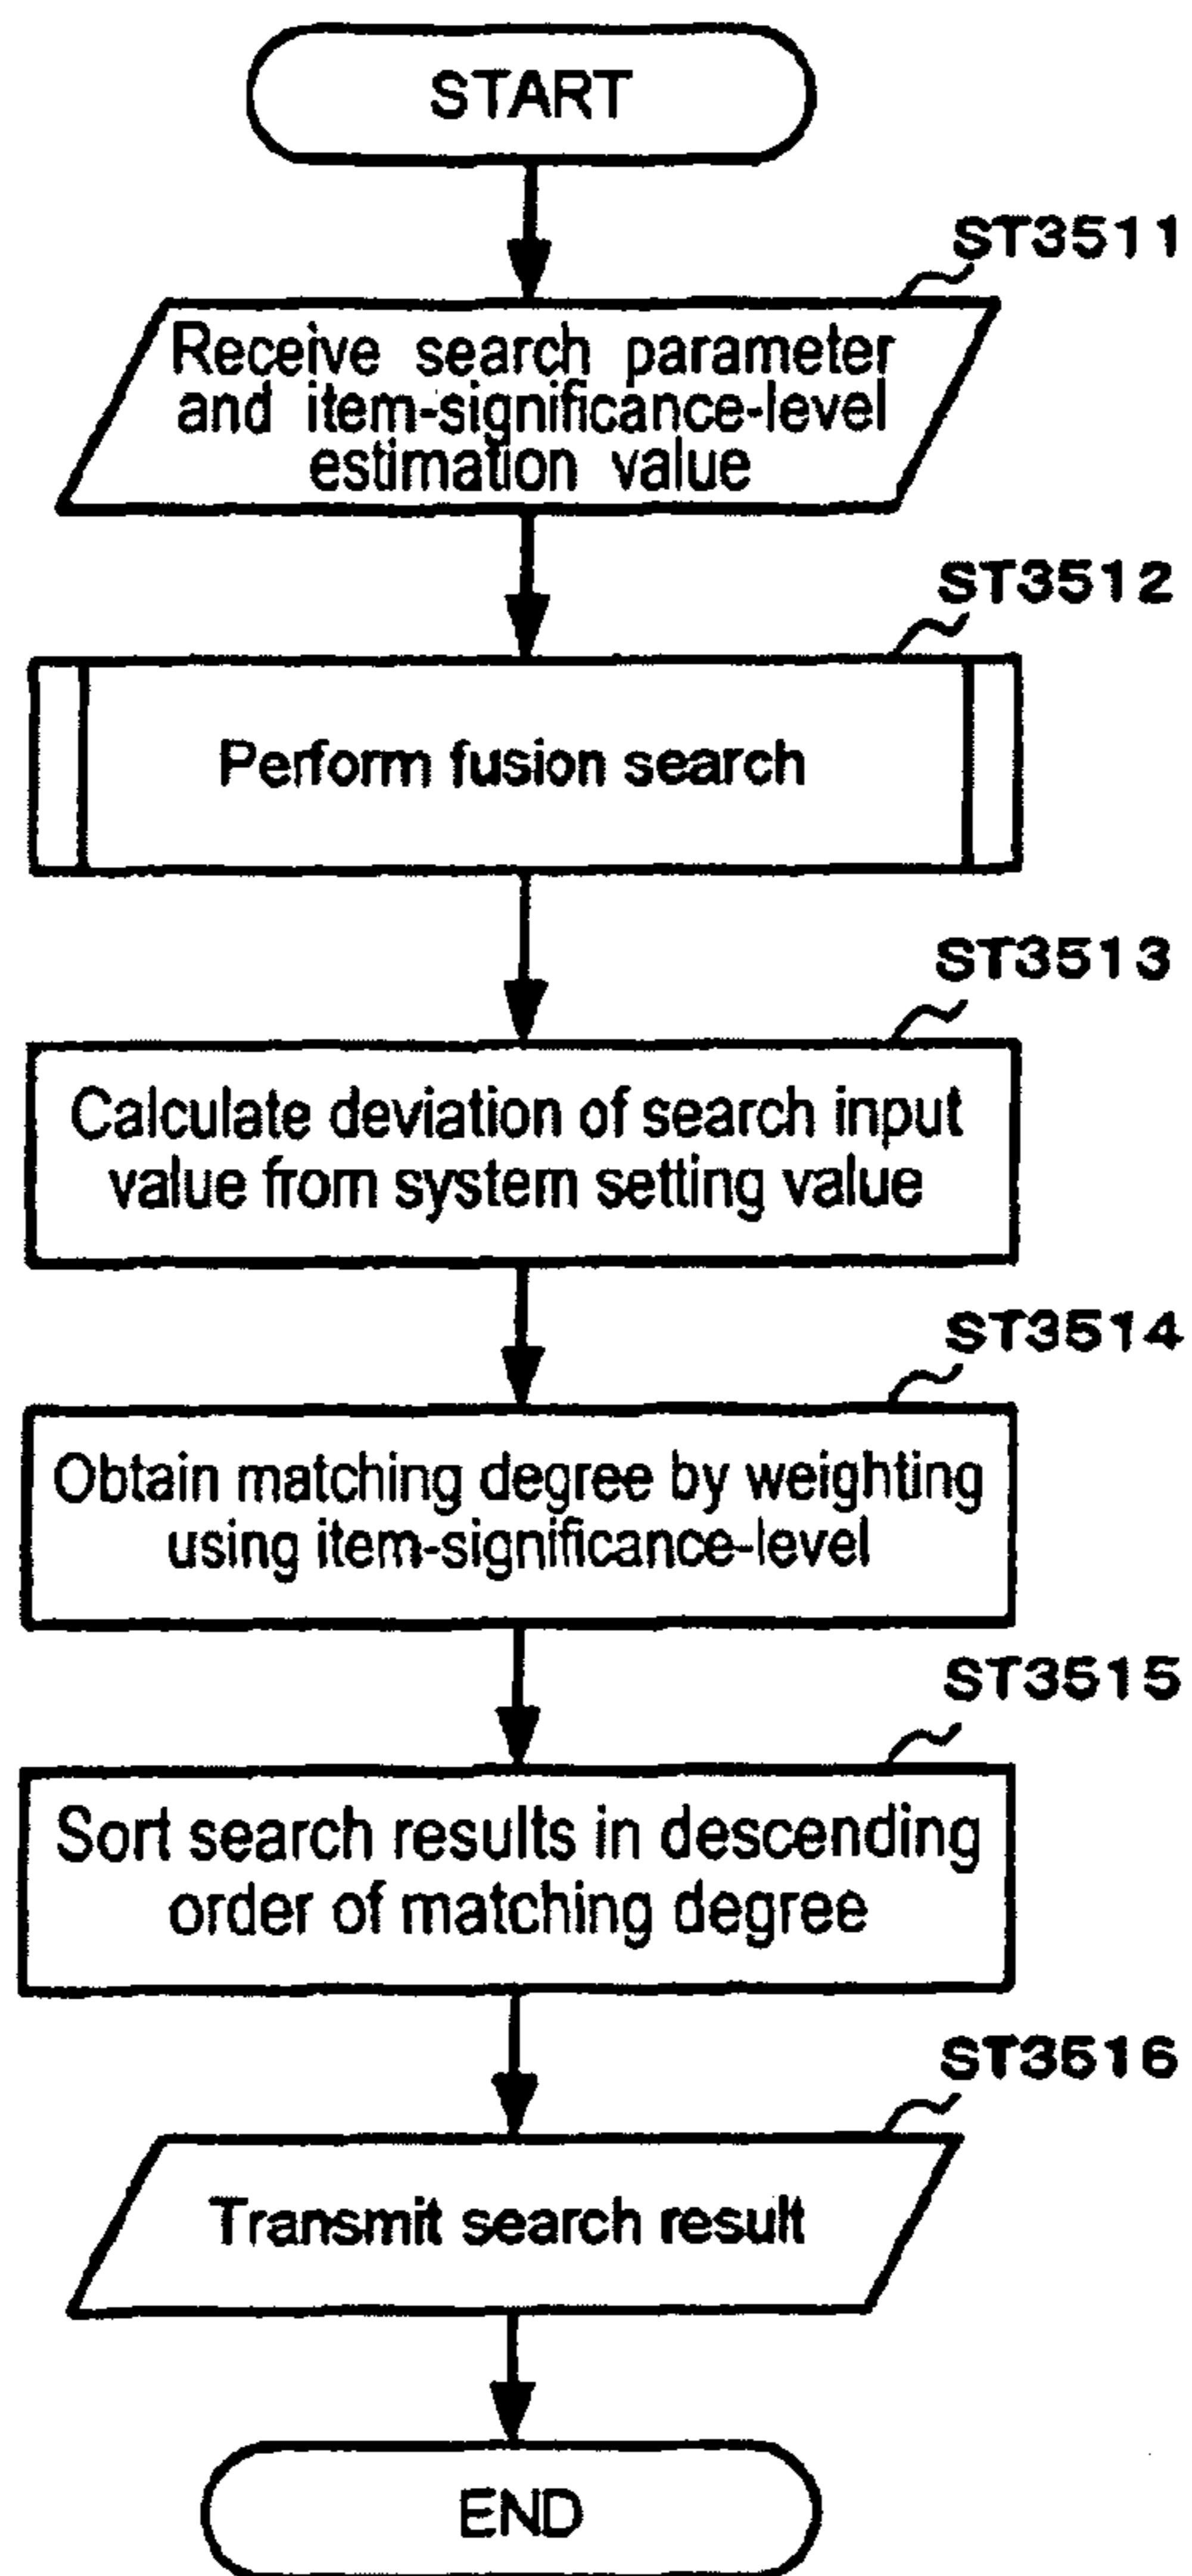 START
ST3511
Receive search parameter
and item-significance-level
estimation value
ST3512
Perform fusion search
ST3513
Calculate deviation of search input
value from system setting value
ST3514
Obtain matching degree by weighting
using item-significance-level
ST3515
Sort search results in descending
order of matching degree
ST3516
Transmit search result
END